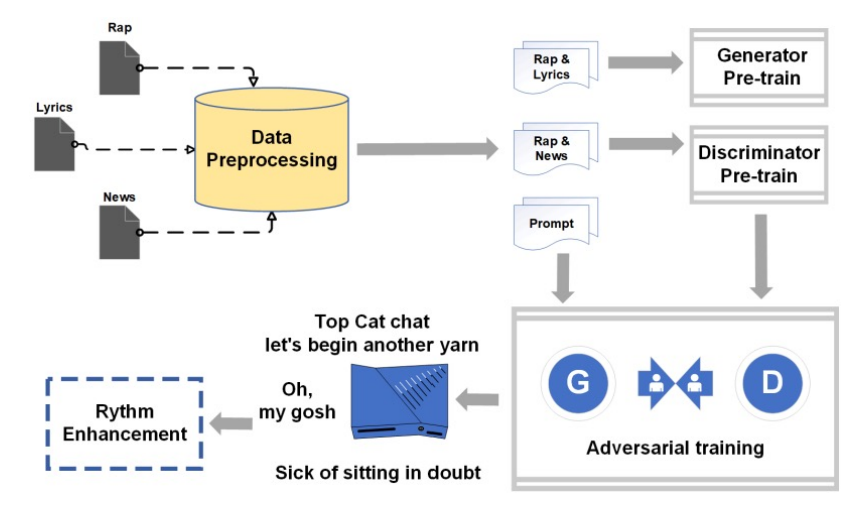 Rap
Lyrics
News
Data
Preprocessing
Rap &
Lyrics
Rap &
News
Prompt
Generator
Pre-train
Discriminator
Pre-train
G
D
Adversarial training
Top Cat chat
let's begin another yarn
Oh,
my gosh
Sick of sitting in doubt
Rythm
Enhancement